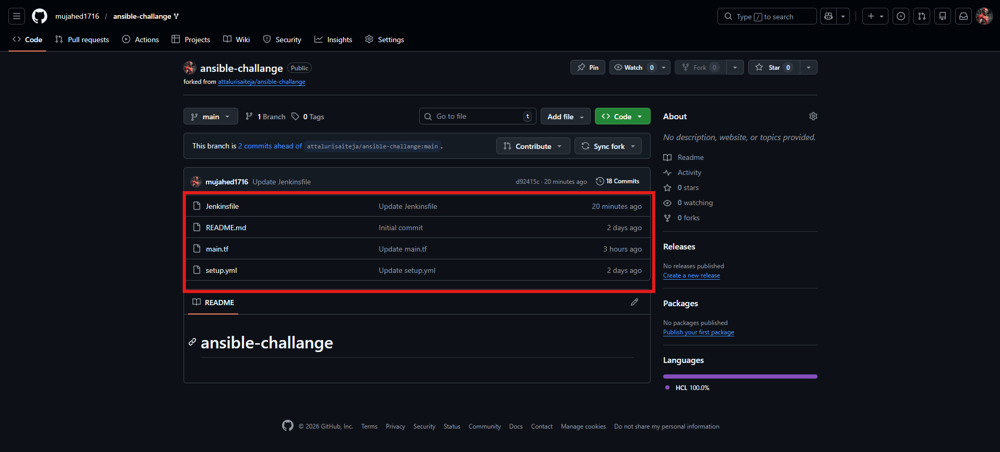 mujahed1716 / ansible-challange
Type / to search
Code Pull requests Actions Projects Wiki Security Insights Settings
ansible-challange Public
Pin Watch 0 Fork 0 Star 0
forked from attalurisaiteja/ansible-challange
main 1 Branch 0 Tags Go to file t Add file Code
This branch is 2 commits ahead of attalurisaiteja/ansible-challange:main .
Contribute Sync fork
mujahed1716 Update Jenkinsfile d92415c · 20 minutes ago 18 Commits
Jenkinsfile Update Jenkinsfile 20 minutes ago
README.md Initial commit 2 days ago
main.tf Update main.tf 3 hours ago
setup.yml Update setup.yml 2 days ago
README
ansible-challange
About
No description, website, or topics provided.
Readme
Activity
0 stars
0 watching
0 forks
Releases
No releases published
Create a new release
Packages
No packages published
Publish your first package
Languages
HCL 100.0%
© 2026 GitHub, Inc. Terms Privacy Security Status Community Docs Contact Manage cookies Do not share my personal information